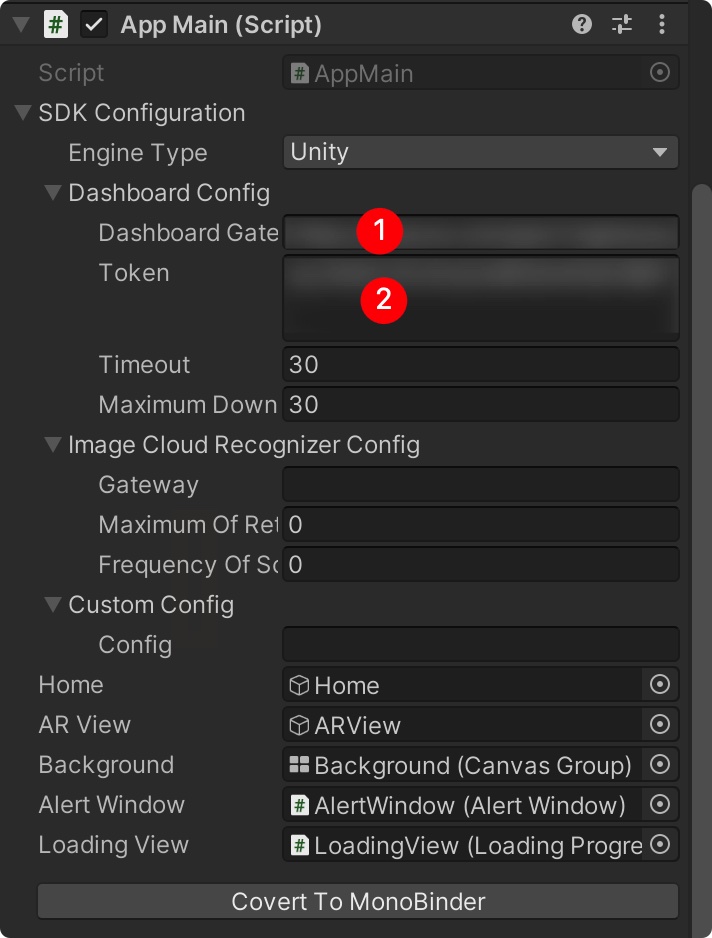 # App Main (Script)
Script # AppMain
SDK Configuration
Engine Type Unity
Dashboard Config
Dashboard Gate 1
Token
2
Timeout 30
Maximum Down 30
Image Cloud Recognizer Config
Gateway
Maximum Of Ret 0
Frequency Of Sc 0
Custom Config
Config
Home Home
AR View ARView
Background Background (Canvas Group)
Alert Window # AlertWindow (Alert Window)
Loading View # LoadingView (Loading Progre
Covert To MonoBinder